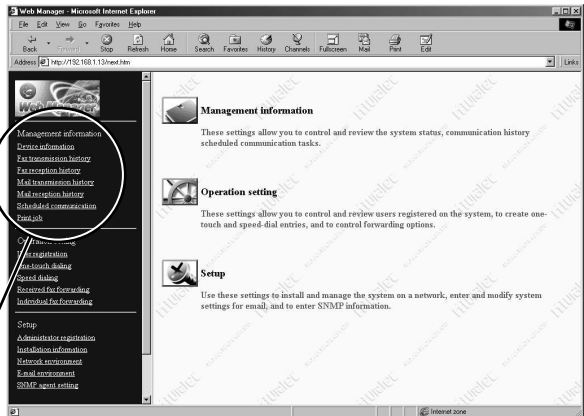 Web Manager - Microsoft Internet Explorer
File Edit View Go Favorites Help
Back Forward Stop Refresh Home Search Favorites History Channels Fullscreen Mail Print Edit
Address http://192.168.1.13/next.htm Links
Web Manager
Management information
Device information
Fax transmission history
Fax reception history
Mail transmission history
Mail reception history
Scheduled communication
Print job
Operation setting
User registration
One-touch dialing
Speed dialing
Received fax forwarding
Individual fax forwarding
Setup
Administrator registration
Installation information
Network environment
E-mail environment
SNMP agent setting
Management information
These settings allow you to control and review the system status, communication history
scheduled communication tasks.
Operation setting
These settings allow you to control and review users registered on the system, to create one-
touch and speed-dial entries, and to control forwarding options.
Setup
Use these settings to install and manage the system on a network, enter and modify system
settings for email, and to enter SNMP information.
Internet zone